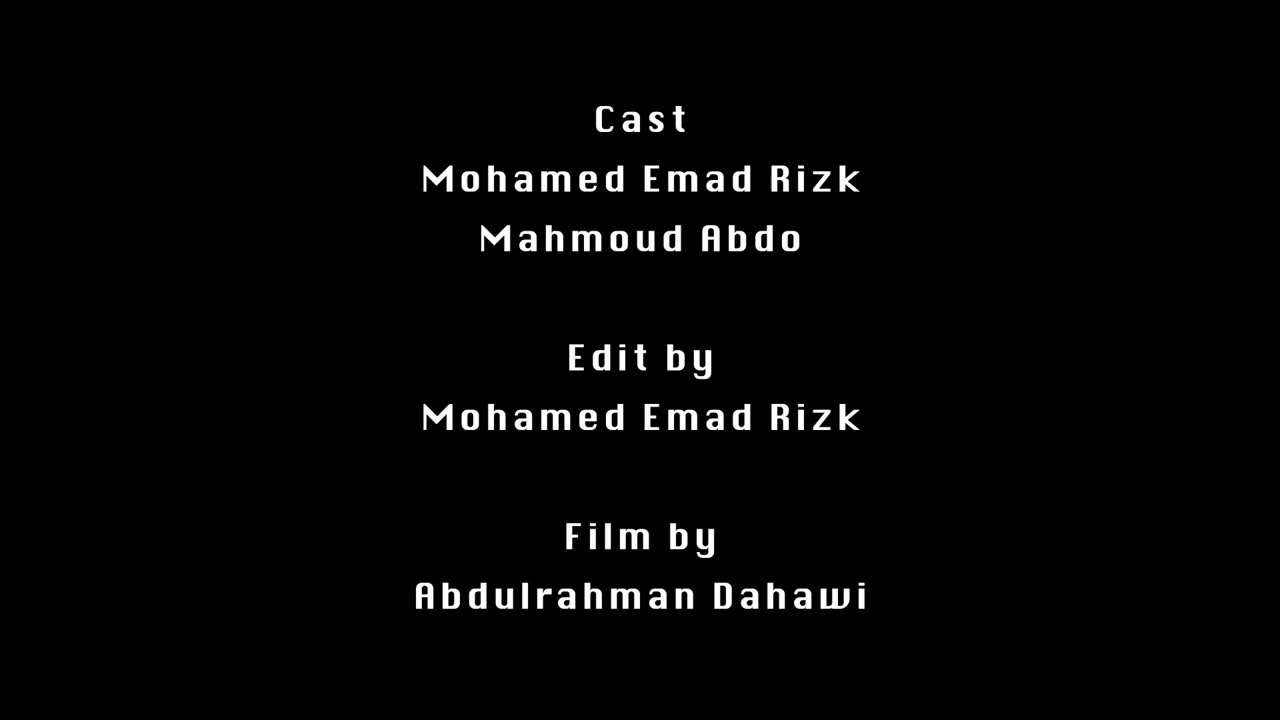 Cast
Mohamed Emad Rizk
Mahmoud Abdo
Edit by
Mohamed Emad Rizk
Film by
Abdulrahman Dahawi